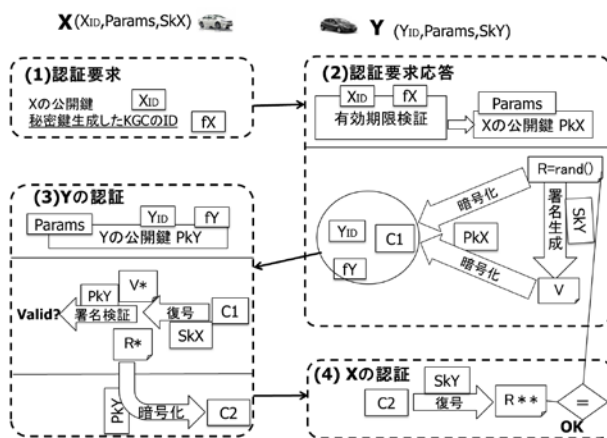 X (XID,Params,SkX)
Y (YID,Params,SkY)
(1)認証要求
Xの公開鍵 XID
秘密鍵生成したKGCのID fX
(2)認証要求応答
XID fX
有効期限検証
Params
Xの公開鍵 PkX
R=rand()
暗号化
署名生成
SkY
YID
C1
PkX
fY
暗号化
V
(3)Yの認証
Params YID fY
Yの公開鍵 PkY
V*
PkY
Valid?
署名検証
復号
C1
SkX
R*
PkY
暗号化
C2
(4) Xの認証
SkY
C2
復号
R**
=
OK